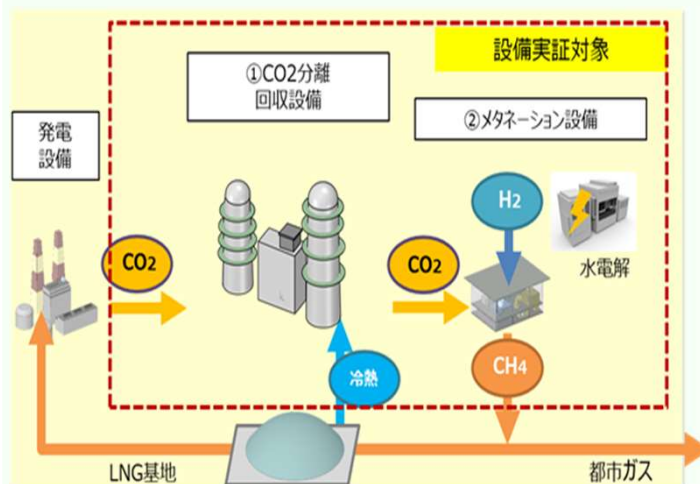 設備実証対象
①CO2分離
回収設備
②メタネーション設備
発電
設備
H2
CO2
CO2
水電解
CH4
冷熱
LNG基地
都市ガス